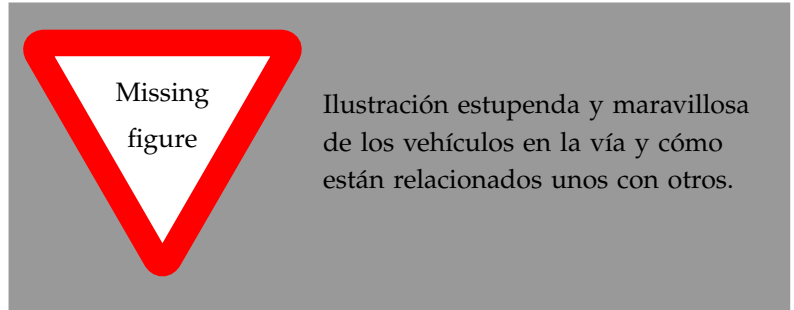 Missing
figure
Ilustración estupenda y maravillosa
de los vehículos en la vía y cómo
están relacionados unos con otros.